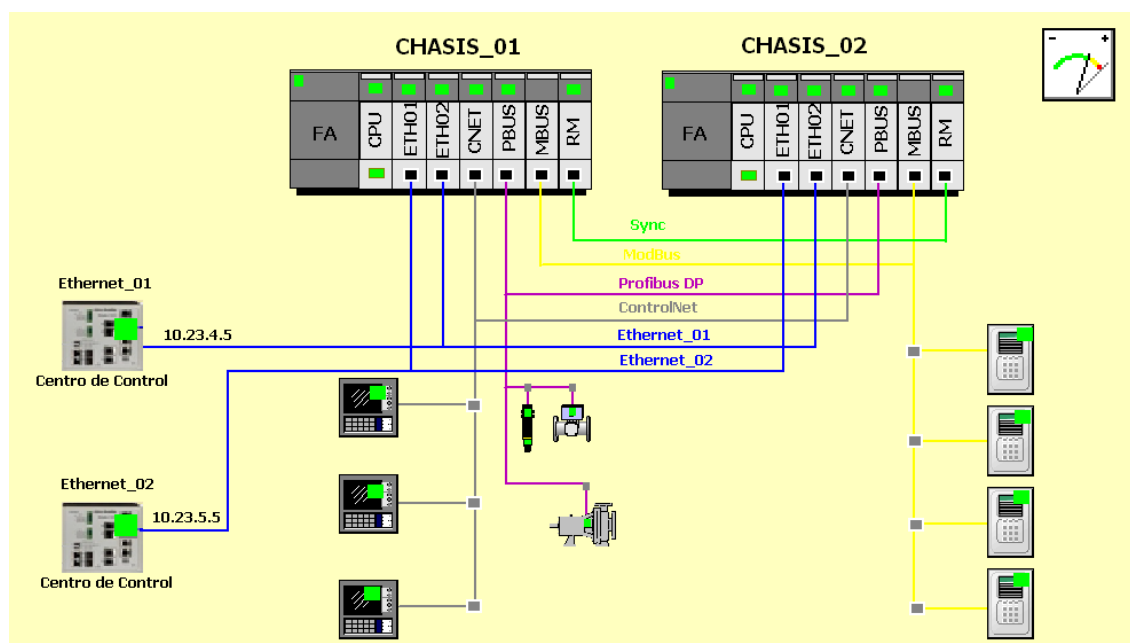 CHASIS_01
CHASIS_02
- +
FA
CPU
ETH01
ETH02
CNET
PBUS
MBUS
RM
FA
CPU
ETH01
ETH02
CNET
PBUS
MBUS
RM
Sync
ModBus
Profibus DP
ControlNet
Ethernet_01
Ethernet_02
Ethernet_01
10.23.4.5
Centro de Control
Ethernet_02
10.23.5.5
Centro de Control